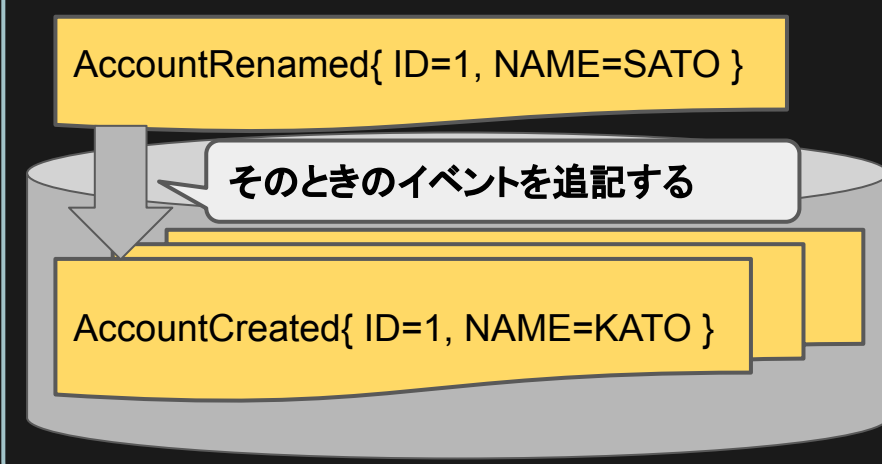 AccountRenamed{ ID=1, NAME=SATO }
そのときのイベントを追記する
AccountCreated{ ID=1, NAME=KATO }